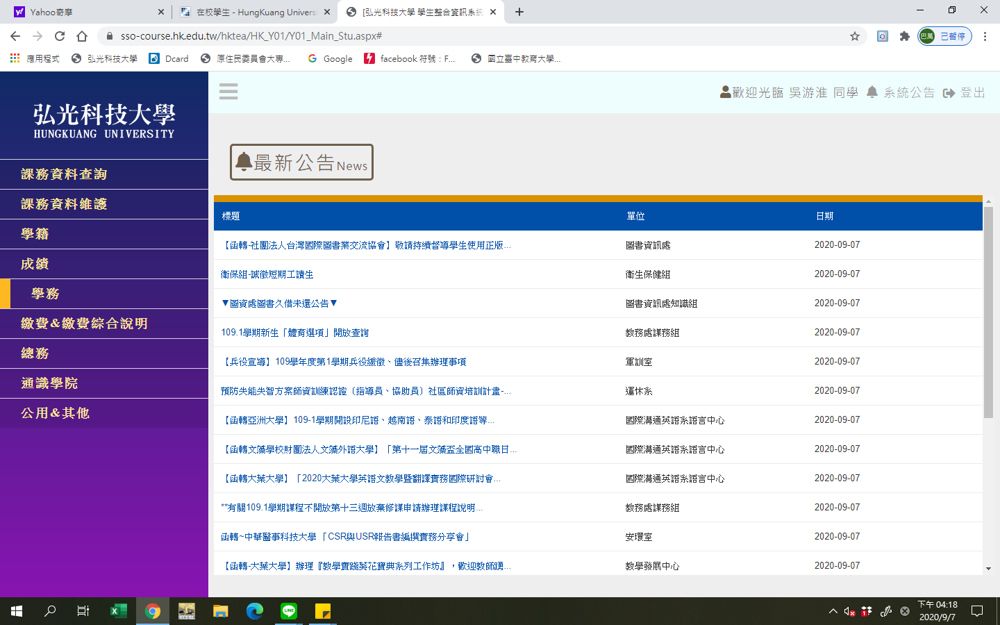 Yahoo奇摩
在校學生 - HungKuang Universi
[弘光科技大學 學生整合資訊系統
sso-course.hk.edu.tw/hktea/HK_Y01/Y01_Main_Stu.aspx#
巴萬 已暫停
應用程式
弘光科技大學
Dcard
原住民委員會大專...
Google
facebook 符號：F...
國立臺中教育大學...
弘光科技大學
HUNGKUANG UNIVERSITY
歡迎光臨 吳游淮 同學 系統公告 登出
課務資料查詢
課務資料維護
學籍
成績
學務
繳費&繳費綜合說明
總務
通識學院
公用&其他
最新公告News
標題 單位 日期
【函轉-社團法人台灣國際圖書業交流協會】敬請持續督導學生使用正版... 圖書資訊處 2020-09-07
衛保組-誠徵短期工讀生 衛生保健組 2020-09-07
▼圖資處圖書久借未還公告▼ 圖書資訊處知識組 2020-09-07
109.1學期新生「體育選項」開放查詢 教務處課務組 2020-09-07
【兵役宣導】109學年度第1學期兵役緩徵、儘後召集辦理事項 軍訓室 2020-09-07
預防失能失智方案師資訓練認證〔指導員、協助員〕社區師資培訓計畫-... 運休系 2020-09-07
【函轉亞洲大學】109-1學期開設印尼語、越南語、泰語和印度語等... 國際溝通英語系語言中心 2020-09-07
【函轉文藻學校財團法人文藻外語大學】「第十一屆文藻盃全國高中職日... 國際溝通英語系語言中心 2020-09-07
【函轉大葉大學】「2020大葉大學英語文教學暨翻譯實務國際研討會... 國際溝通英語系語言中心 2020-09-07
**有關109.1學期課程不開放第十三週放棄修課申請辦理課程說明... 教務處課務組 2020-09-07
函轉~中華醫事科技大學「CSR與USR報告書編撰實務分享會」 安環室 2020-09-07
【函轉-大葉大學】辦理『教學實踐葵花寶典系列工作坊』，歡迎教師踴... 教學發展中心 2020-09-07
下午 04:18
2020/9/7